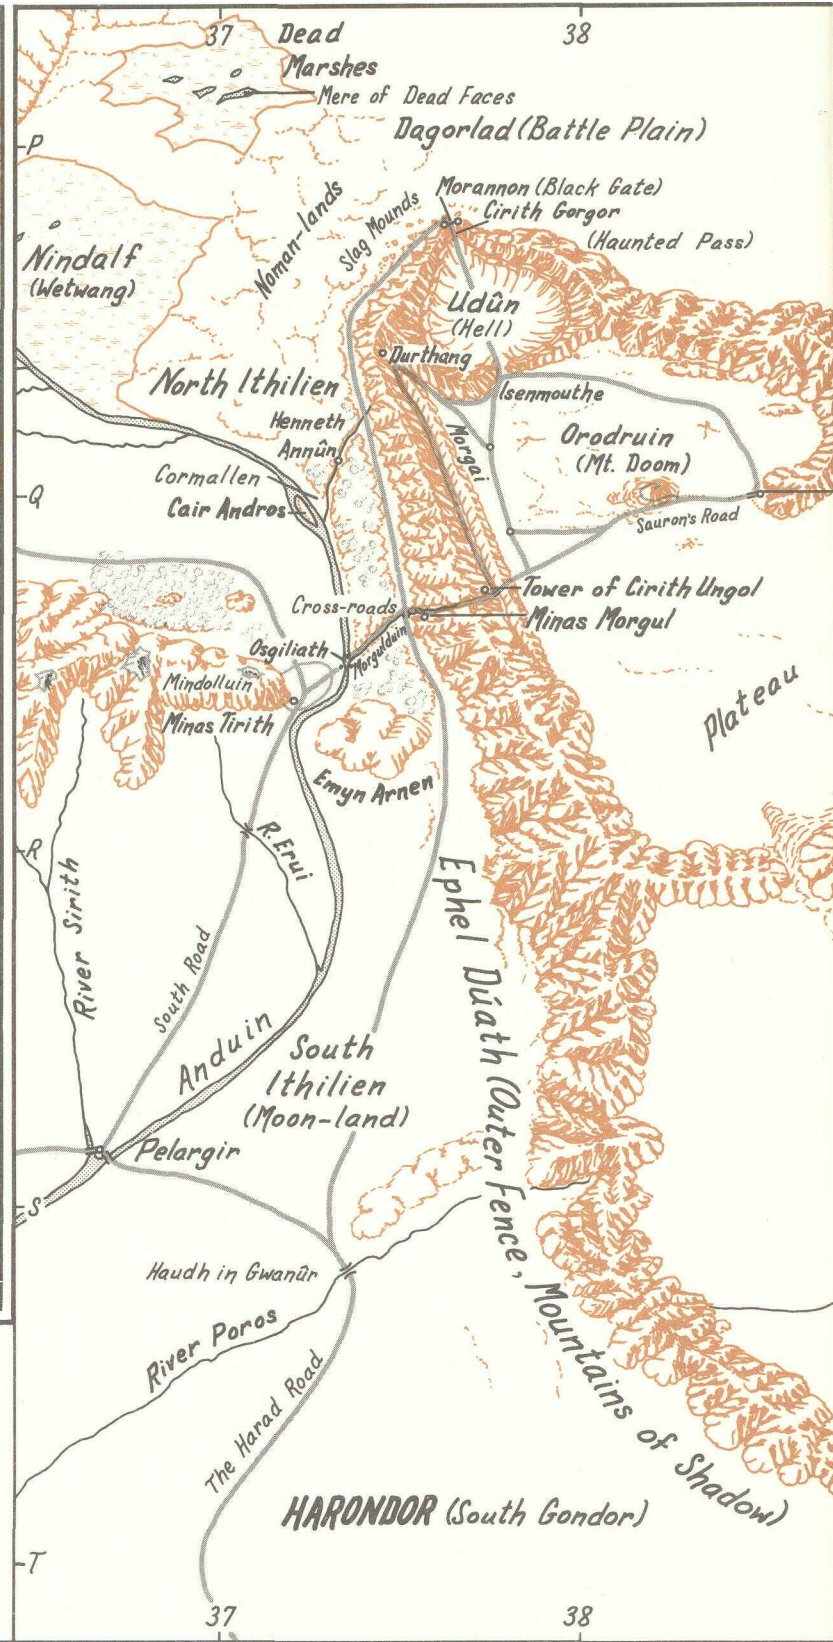 37
38
Dead
Marshes
Mere of Dead Faces
Dagorlad (Battle Plain)
P
Morannon (Black Gate)
Cirith Gorgor
(Haunted Pass)
Noman-lands
Slag Mounds
Nindalf
(Wetwang)
Udûn
(Hell)
Durthang
North Ithilien
Isenmouthe
Henneth
Annûn
Morgai
Orodruin
(Mt. Doom)
Cormallen
Q
Cair Andros
Sauron's Road
Tower of Cirith Ungol
Cross-roads
Minas Morgul
Osgiliath
Morgulduin
Mindolluin
Minas Tirith
Plateau
Emyn Arnen
R
R. Erui
River Sirith
Ephel Dúath (Outer Fence, Mountains of Shadow)
South Road
Anduin
South
Ithilien
(Moon-land)
Pelargir
S
Haudh in Gwanûr
River Poros
The Harad Road
HARONDOR (South Gondor)
T
37
38